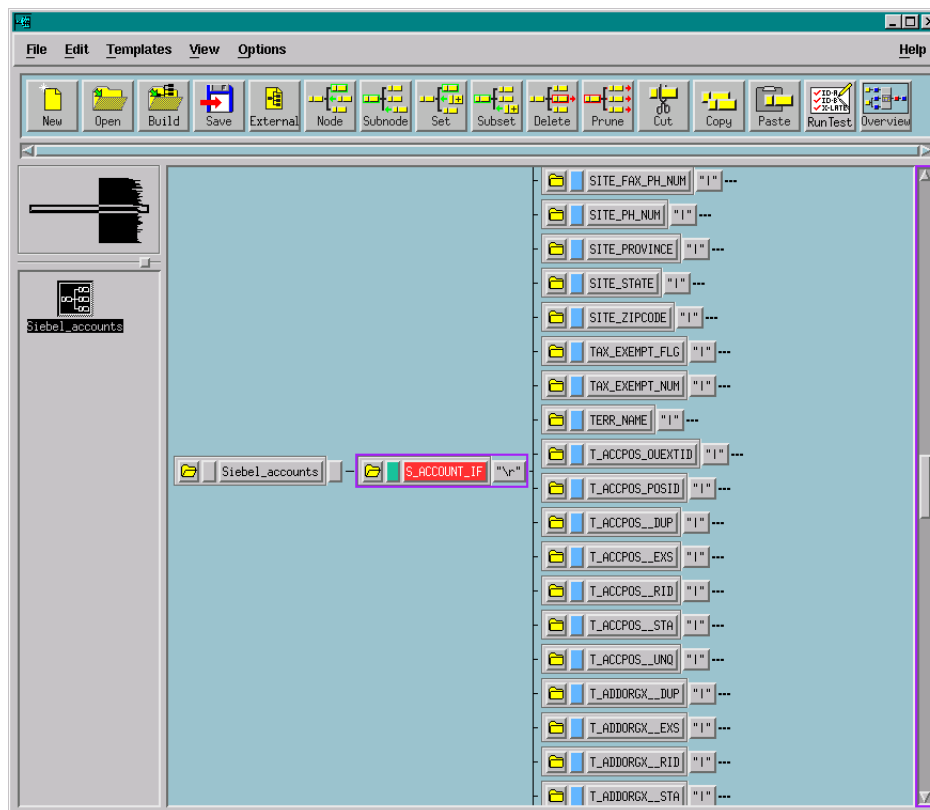 File Edit Templates View Options Help
New Open Build Save External Node Subnode Set Subset Delete Prune Cut Copy Paste RunTest Overview
SITE_FAX_PH_NUM "|"
SITE_PH_NUM "|"
SITE_PROVINCE "|"
SITE_STATE "|"
Siebel_accounts
SITE_ZIPCODE "|"
TAX_EXEMPT_FLG "|"
TAX_EXEMPT_NUM "|"
TERR_NAME "|"
T_ACCPOS_OUEXTID "|"
Siebel_accounts S_ACCOUNT_IF "\r"
T_ACCPOS_POSID "|"
T_ACCPOS__DUP "|"
T_ACCPOS__EXS "|"
T_ACCPOS__RID "|"
T_ACCPOS__STA "|"
T_ACCPOS__UNQ "|"
T_ADDORGX__DUP "|"
T_ADDORGX__EXS "|"
T_ADDORGX__RID "|"
T_ADDORGX__STA "|"